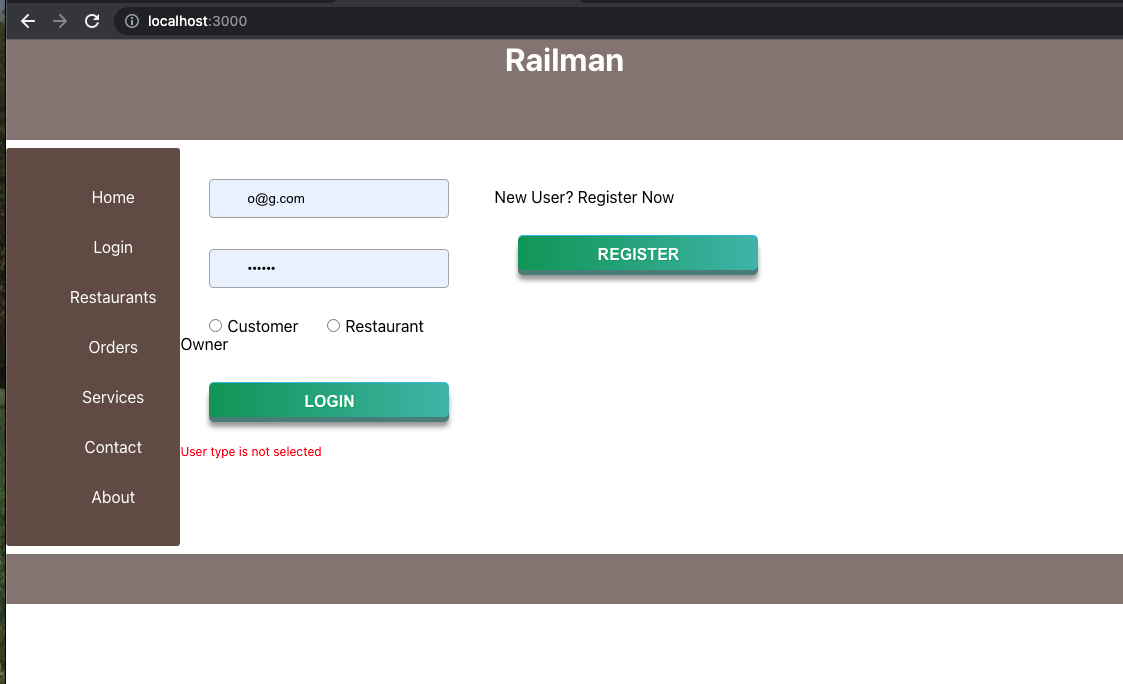 localhost:3000
Railman
Home
Login
Restaurants
Orders
Services
Contact
About
o@g.com
••••••
Customer Restaurant
Owner
LOGIN
User type is not selected
New User? Register Now
REGISTER